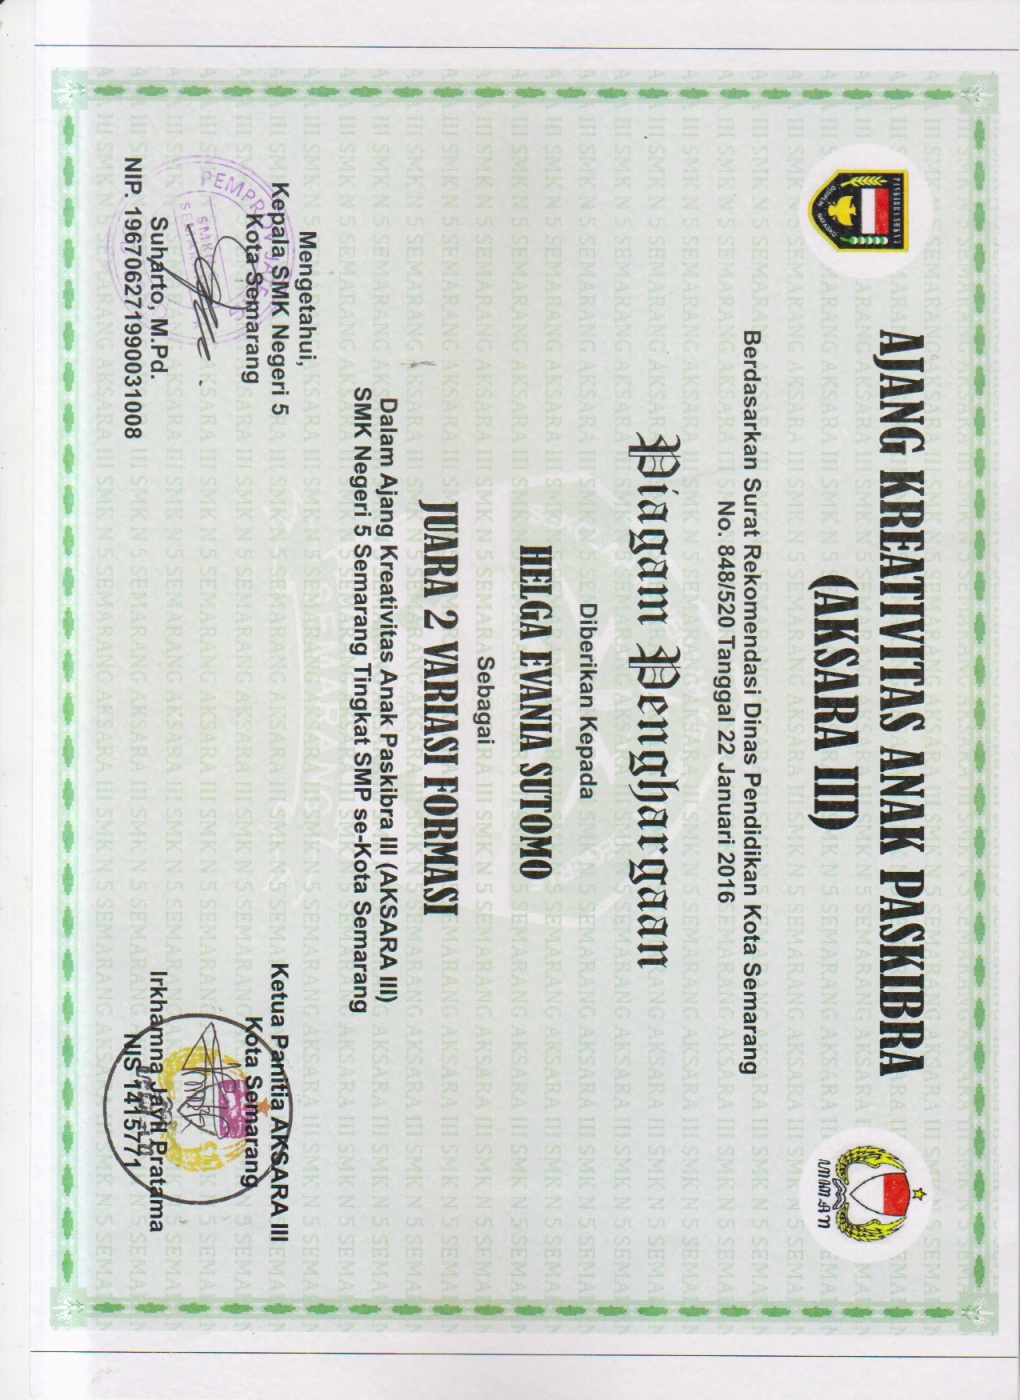 AJANG KREATIVITAS ANAK PASKIBRA
(AKSARA III)
Berdasarkan Surat Rekomendasi Dinas Pendidikan Kota Semarang
No. 848/520 Tanggal 22 Januari 2016
Piagam Penghargaan
Diberikan Kepada
HELGA EVANIA SUTOMO
Sebagai
JUARA 2 VARIASI FORMASI
Dalam Ajang Kreativitas Anak Paskibra III (AKSARA III)
SMK Negeri 5 Semarang Tingkat SMP se-Kota Semarang
Mengetahui,
Kepala SMK Negeri 5
Kota Semarang
Suharto, M.Pd.
NIP. 196706271990031008
Ketua Panitia AKSARA III
Kota Semarang
Irkhamna Jayli Pratama
NIS 1415771